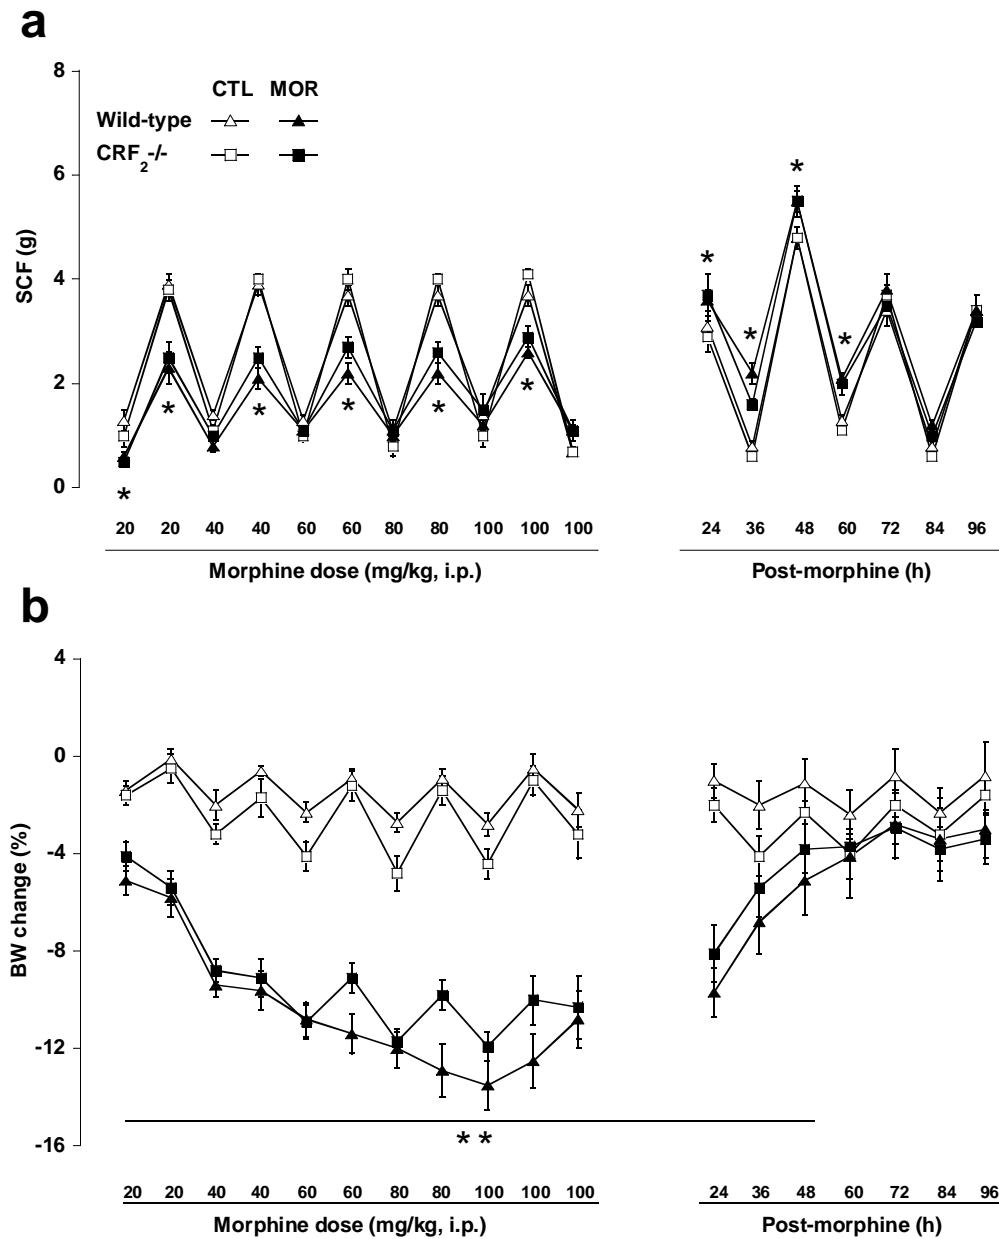 a
8
CTL MOR
Wild-type
CRF2-/-
6
4
2
0
SCF (g)
* * * * * *
* * * *
20 20 40 40 60 60 80 80 100 100 100
24 36 48 60 72 84 96
Morphine dose (mg/kg, i.p.)
Post-morphine (h)
b
4
0
-4
-8
-12
-16
BW change (%)
* *
20 20 40 40 60 60 80 80 100 100 100
24 36 48 60 72 84 96
Morphine dose (mg/kg, i.p.)
Post-morphine (h)